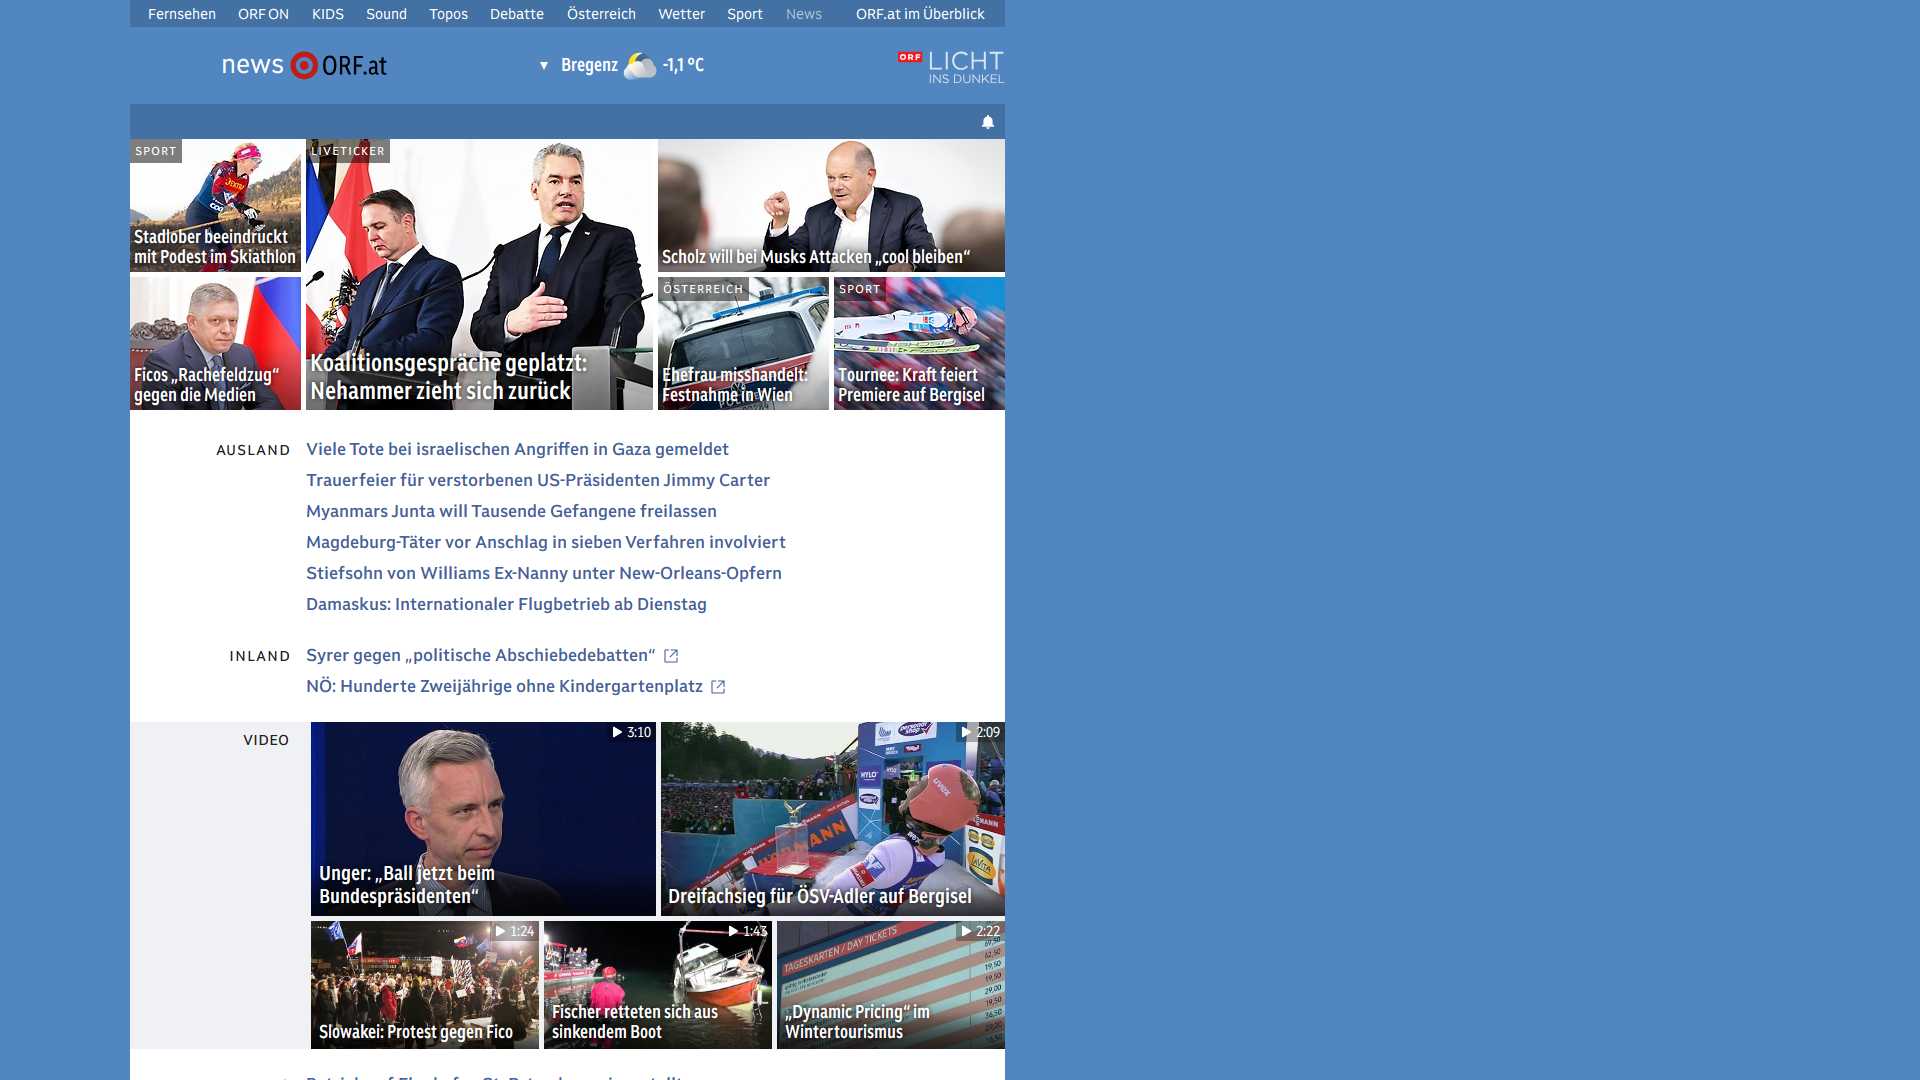 Fernsehen ORF ON KIDS Sound Topos Debatte Österreich Wetter Sport News ORF.at im Überblick
news ORF.at
Bregenz -1,1 °C
ORF LICHT
INS DUNKEL
SPORT
Stadlober beeindruckt
mit Podest im Skiathlon
LIVETICKER
Koalitionsgespräche geplatzt:
Nehammer zieht sich zurück
Scholz will bei Musks Attacken „cool bleiben“
Ficos „Rachefeldzug“
gegen die Medien
ÖSTERREICH
Ehefrau misshandelt:
Festnahme in Wien
SPORT
Tournee: Kraft feiert
Premiere auf Bergisel
AUSLAND
Viele Tote bei israelischen Angriffen in Gaza gemeldet
Trauerfeier für verstorbenen US-Präsidenten Jimmy Carter
Myanmars Junta will Tausende Gefangene freilassen
Magdeburg-Täter vor Anschlag in sieben Verfahren involviert
Stiefsohn von Williams Ex-Nanny unter New-Orleans-Opfern
Damaskus: Internationaler Flugbetrieb ab Dienstag
INLAND
Syrer gegen „politische Abschiebedebatten“
NÖ: Hunderte Zweijährige ohne Kindergartenplatz
VIDEO
3:10
Unger: „Ball jetzt beim
Bundespräsidenten“
2:09
Dreifachsieg für ÖSV-Adler auf Bergisel
1:24
Slowakei: Protest gegen Fico
1:43
Fischer retteten sich aus
sinkendem Boot
2:22
TAGESKARTEN / DAY TICKETS
„Dynamic Pricing“ im
Wintertourismus